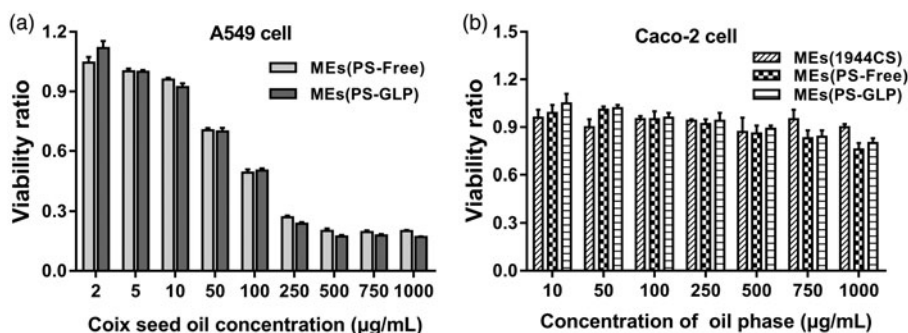 (a)
A549 cell
MEs(PS-Free)
MEs(PS-GLP)
Viability ratio
1.2
0.9
0.6
0.3
0.0
2 5 10 50 100 250 500 750 1000
Coix seed oil concentration (µg/mL)
(b)
Caco-2 cell
MEs(1944CS)
MEs(PS-Free)
MEs(PS-GLP)
Viability ratio
1.5
1.2
0.9
0.6
0.3
0.0
10 50 100 250 500 750 1000
Concentration of oil phase (µg/mL)